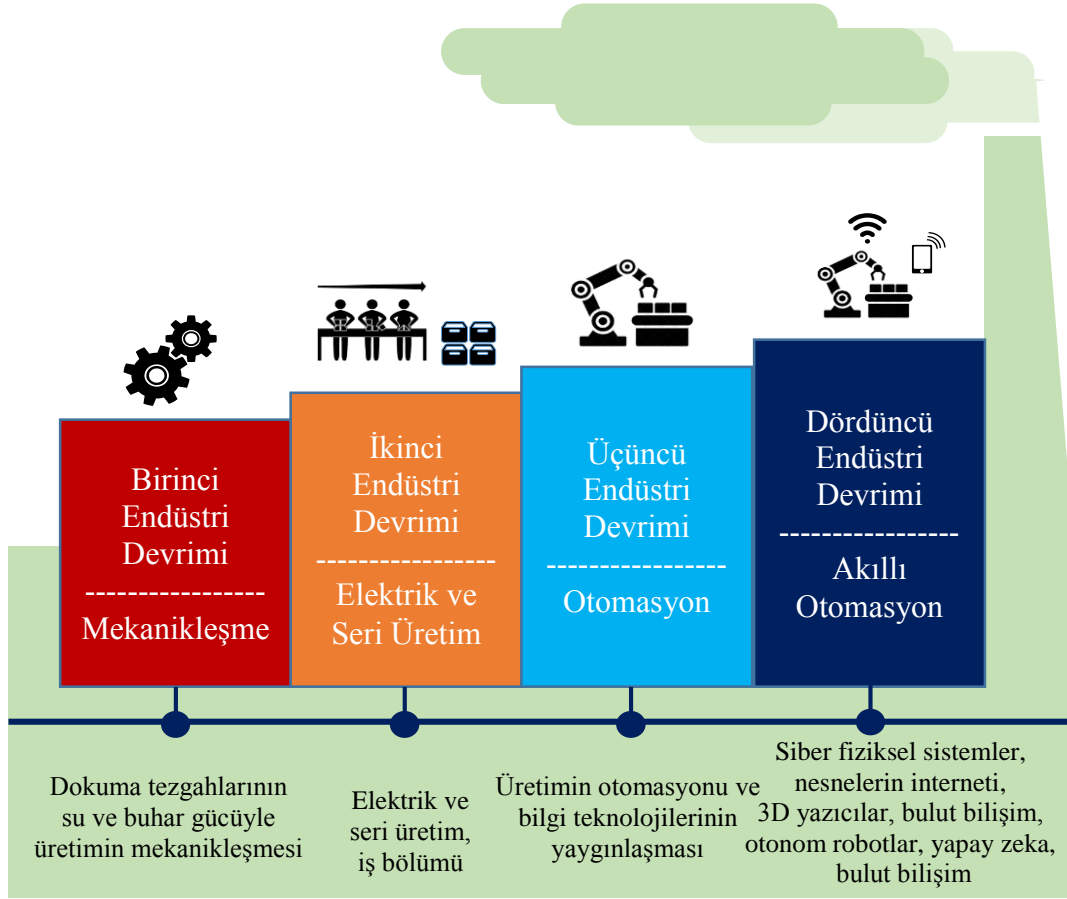 Birinci
Endüstri
Devrimi
-----------------
Mekanikleşme
İkinci
Endüstri
Devrimi
-----------------
Elektrik ve
Seri Üretim
Üçüncü
Endüstri
Devrimi
-----------------
Otomasyon
Dördüncü
Endüstri
Devrimi
-----------------
Akıllı
Otomasyon
Dokuma tezgahlarının
su ve buhar gücüyle
üretimin mekanikleşmesi
Elektrik ve
seri üretim,
iş bölümü
Üretimin otomasyonu ve
bilgi teknolojilerinin
yaygınlaşması
Siber fiziksel sistemler,
nesnelerin interneti,
3D yazıcılar, bulut bilişim,
otonom robotlar, yapay zeka,
bulut bilişim